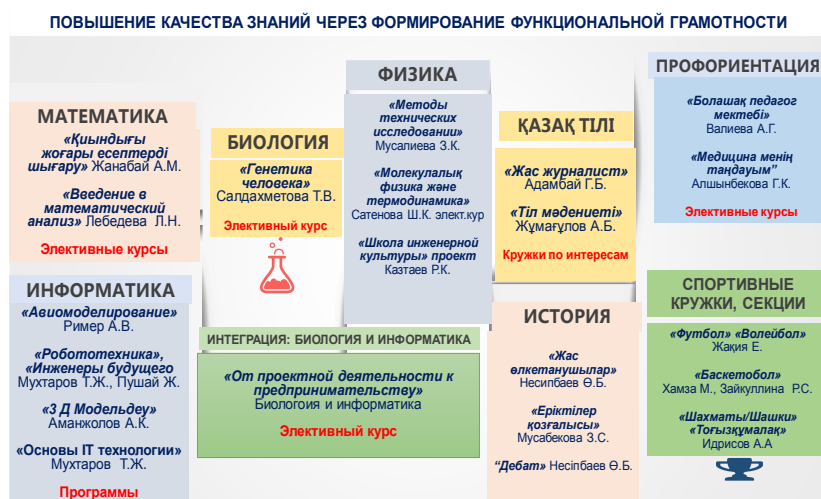 ПОВЫШЕНИЕ КАЧЕСТВА ЗНАНИЙ ЧЕРЕЗ ФОРМИРОВАНИЕ ФУНКЦИОНАЛЬНОЙ ГРАМОТНОСТИ
МАТЕМАТИКА
«Қиындығы
жоғары есептерді
шығару» Жанабай А.М.
«Введение в
математический
анализ» Лебедева Л.Н.
Элективные курсы
БИОЛОГИЯ
«Генетика
человека»
Салдахметова Т.В.
Элективный курс
ФИЗИКА
«Методы
технических
исследовании»
Мусалиева З.К.
«Молекулалық
физика және
термодинамика»
Сатенова Ш.К. элект.кур
«Школа инженерной
культуры» проект
Казтаев Р.К.
ҚАЗАҚ ТІЛІ
«Жас журналист»
Адамбай Г.Б.
«Тіл мәдениеті»
Жұмағұлов А.Б.
Кружки по интересам
ПРОФОРИЕНТАЦИЯ
«Болашақ педагог
мектебі»
Валиева А.Г.
«Медицина менің
таңдауым”
Алшынбекова Г.К.
Элективные курсы
ИНФОРМАТИКА
«Авиомоделирование»
Ример А.В.
«Робототехника»,
«Инженеры будущего
Мухтаров Т.Ж., Пушай Ж.
«3 Д Модельдеу»
Аманжолов А.К.
«Основы IT технологии»
Мухтаров Т.Ж.
Программы
ИНТЕГРАЦИЯ: БИОЛОГИЯ И ИНФОРМАТИКА
«От проектной деятельности к
предпринимательству»
Биологоия и информатика
Элективный курс
ИСТОРИЯ
«Жас
өлкетанушылар»
Несипбаев Ө.Б.
«Еріктілер
қозғалысы»
Мусабекова З.С.
“Дебат» Несіпбаев Ө.Б.
СПОРТИВНЫЕ
КРУЖКИ, СЕКЦИИ
«Футбол» «Волейбол»
Жақия Е.
«Баскетобол»
Хамза М., Зайкуллина Р.С.
«Шахматы/Шашки»
«Тоғызқұмалақ»
Идрисов А.А